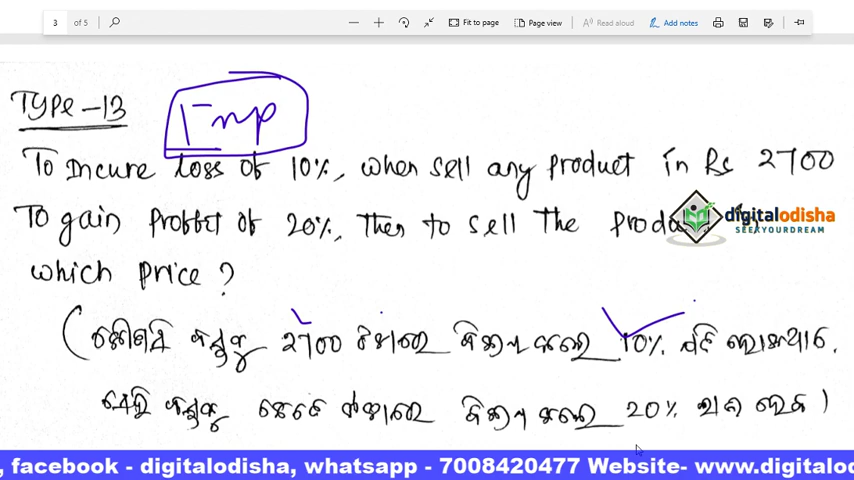 3 of 5 Fit to page Page view Read aloud Add notes
TYPE-13 Imp
To Incure loss of 10%, when sell any product in Rs 2700
To gain Profit of 20%, Then to sell The Product in
digitalodisha
SEEKYOURDREAM
which Price ?
( କୌଣସି ବସ୍ତୁକୁ 2700 ଟଙ୍କାରେ ବିକ୍ରୟ କଲେ 10% କ୍ଷତି ହୋଇଥାଏ.
ସେହି ବସ୍ତୁକୁ କେତେ ଟଙ୍କାରେ ବିକ୍ରୟ କଲେ 20% ଲାଭ ହେବ )
, facebook - digitalodisha, whatsapp - 7008420477 Website- www.digitalod